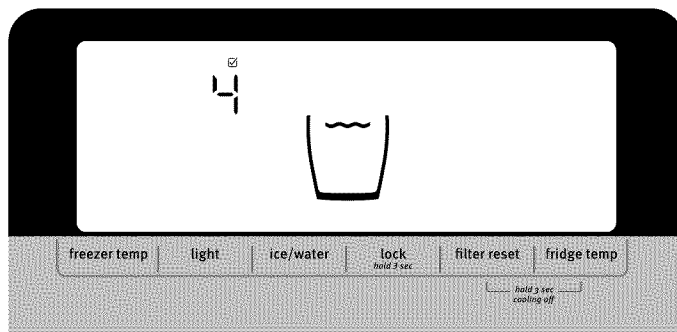 4
freezer temp light ice/water lock filter reset fridge temp
hold 3 sec
hold 3 sec
cooling off